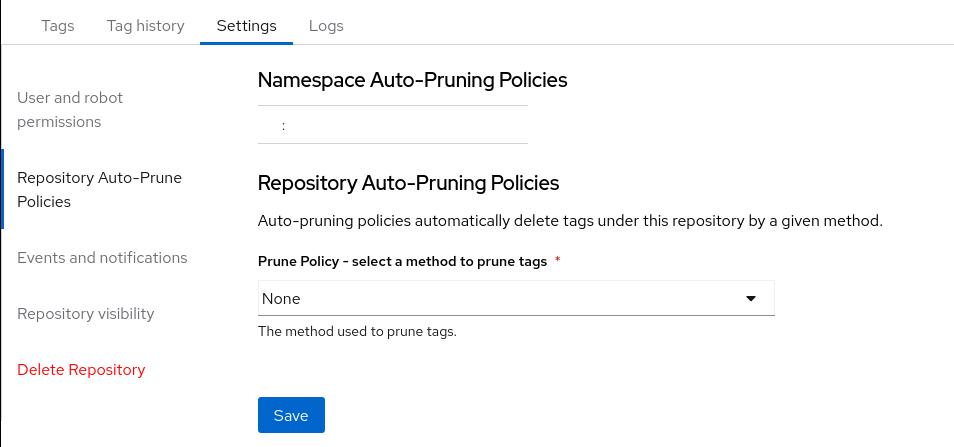 Tags Tag history Settings Logs
User and robot
permissions
Repository Auto-Prune
Policies
Events and notifications
Repository visibility
Delete Repository
Namespace Auto-Pruning Policies
:
Repository Auto-Pruning Policies
Auto-pruning policies automatically delete tags under this repository by a given method.
Prune Policy - select a method to prune tags *
None
The method used to prune tags.
Save